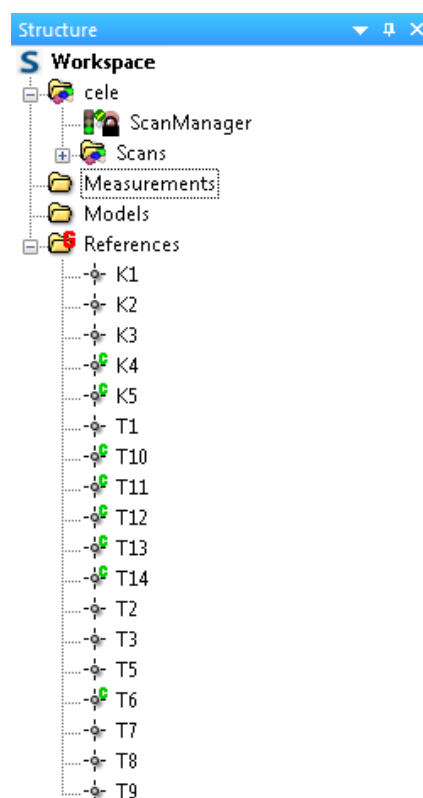 Structure
Workspace
cele
ScanManager
Scans
Measurements
Models
References
K1
K2
K3
K4
K5
T1
T10
T11
T12
T13
T14
T2
T3
T5
T6
T7
T8
T9